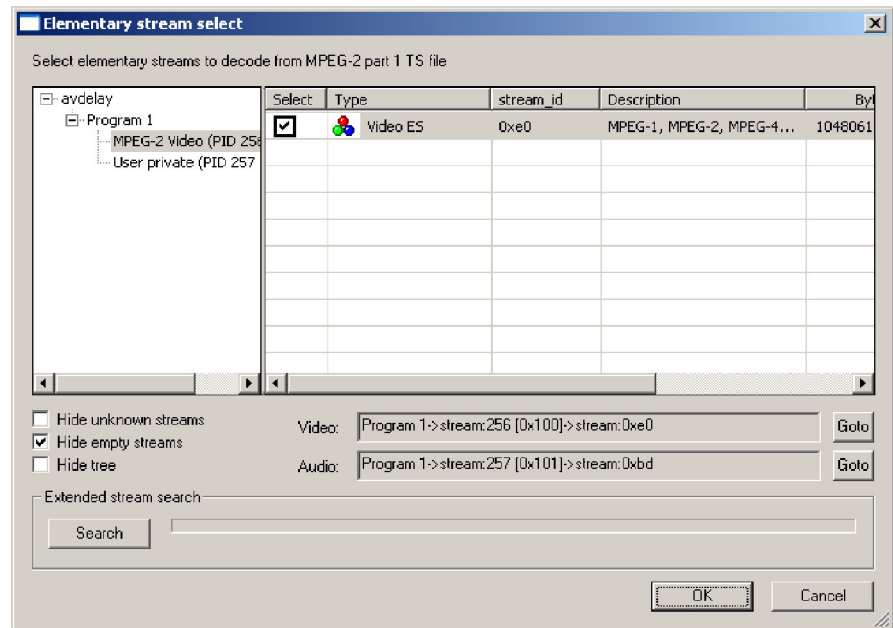 Elementary stream select
Select elementary streams to decode from MPEG-2 part 1 TS file
avdelay
Program 1
MPEG-2 Video (PID 256
User private (PID 257
Select Type stream_id Description Byt
Video ES 0xe0 MPEG-1, MPEG-2, MPEG-4... 1048061
Hide unknown streams
Hide empty streams
Hide tree
Video: Program 1->stream:256 [0x100]->stream:0xe0 Goto
Audio: Program 1->stream:257 [0x101]->stream:0xbd Goto
Extended stream search
Search
OK Cancel